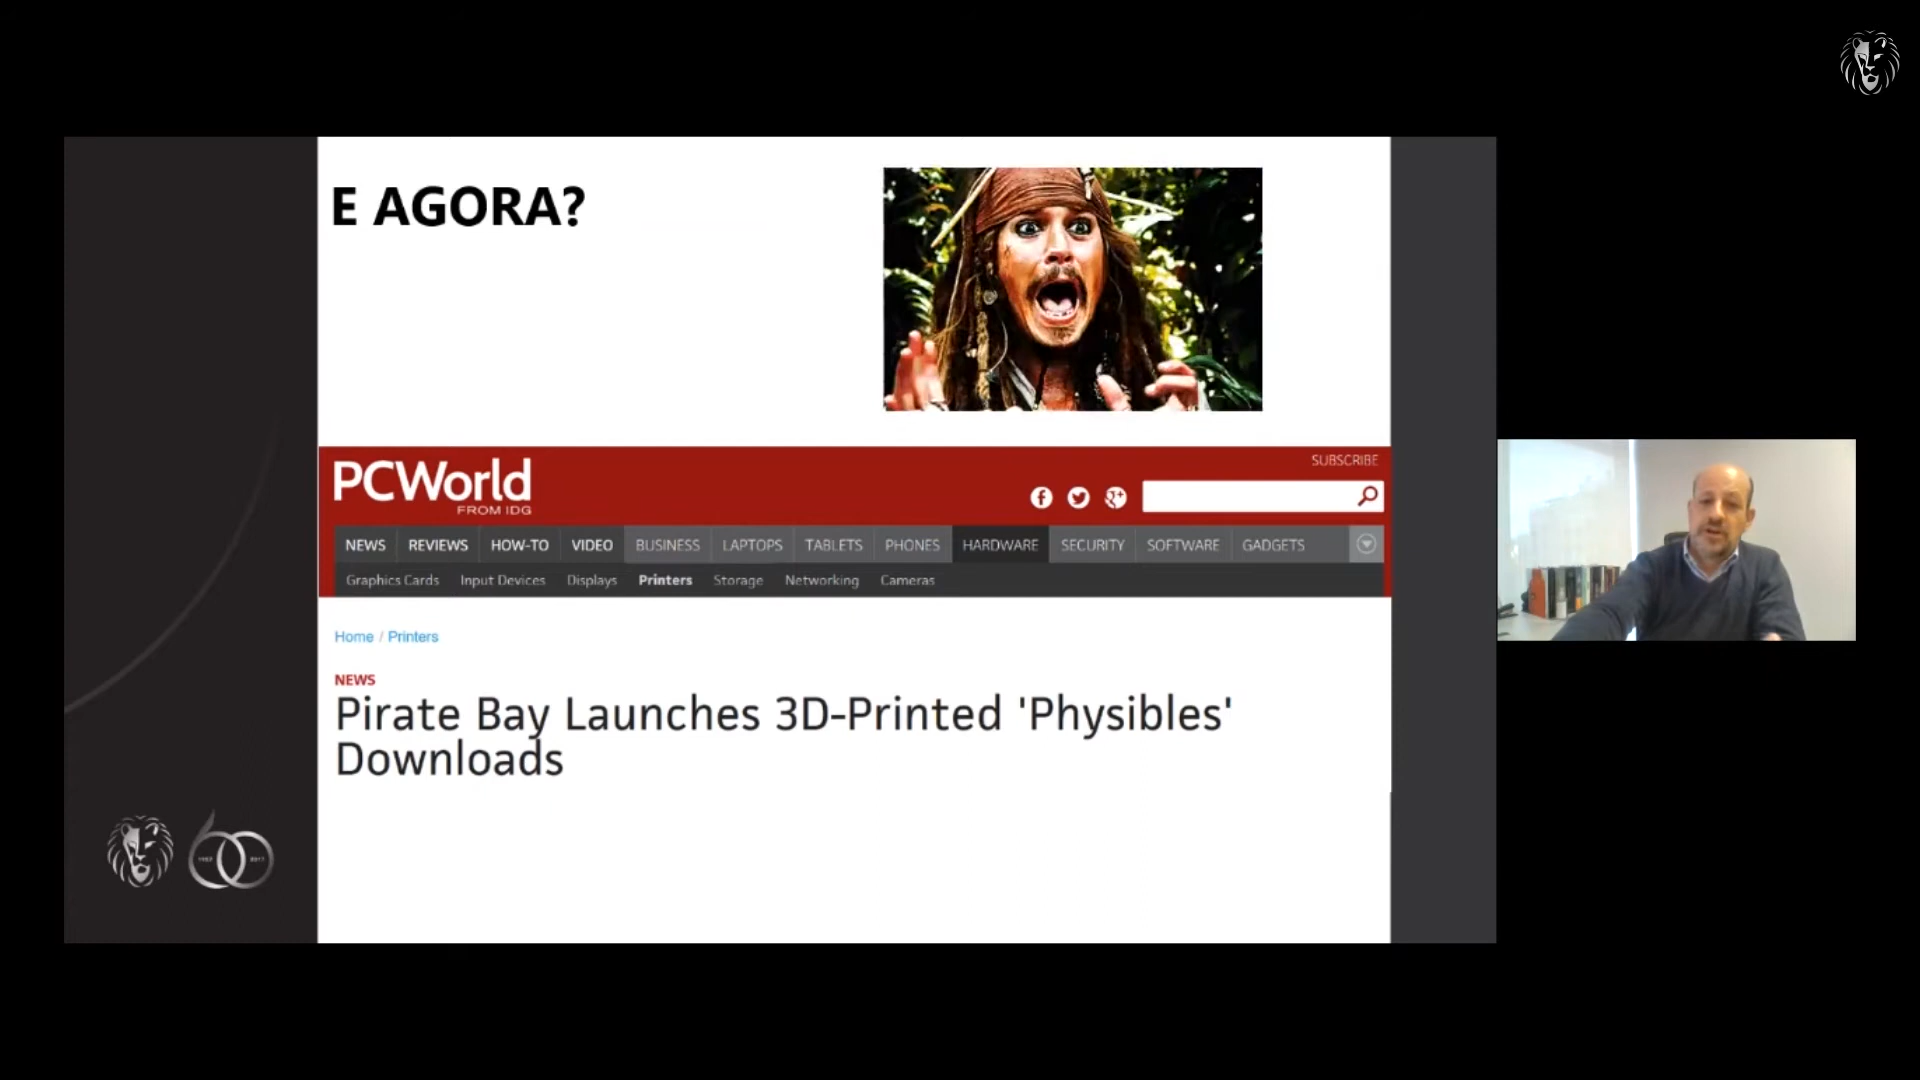 E AGORA?
PCWorld
FROM IDG
SUBSCRIBE
NEWS REVIEWS HOW-TO VIDEO BUSINESS LAPTOPS TABLETS PHONES HARDWARE SECURITY SOFTWARE GADGETS
Graphics Cards Input Devices Displays Printers Storage Networking Cameras
Home / Printers
NEWS
Pirate Bay Launches 3D-Printed 'Physibles'
Downloads
60